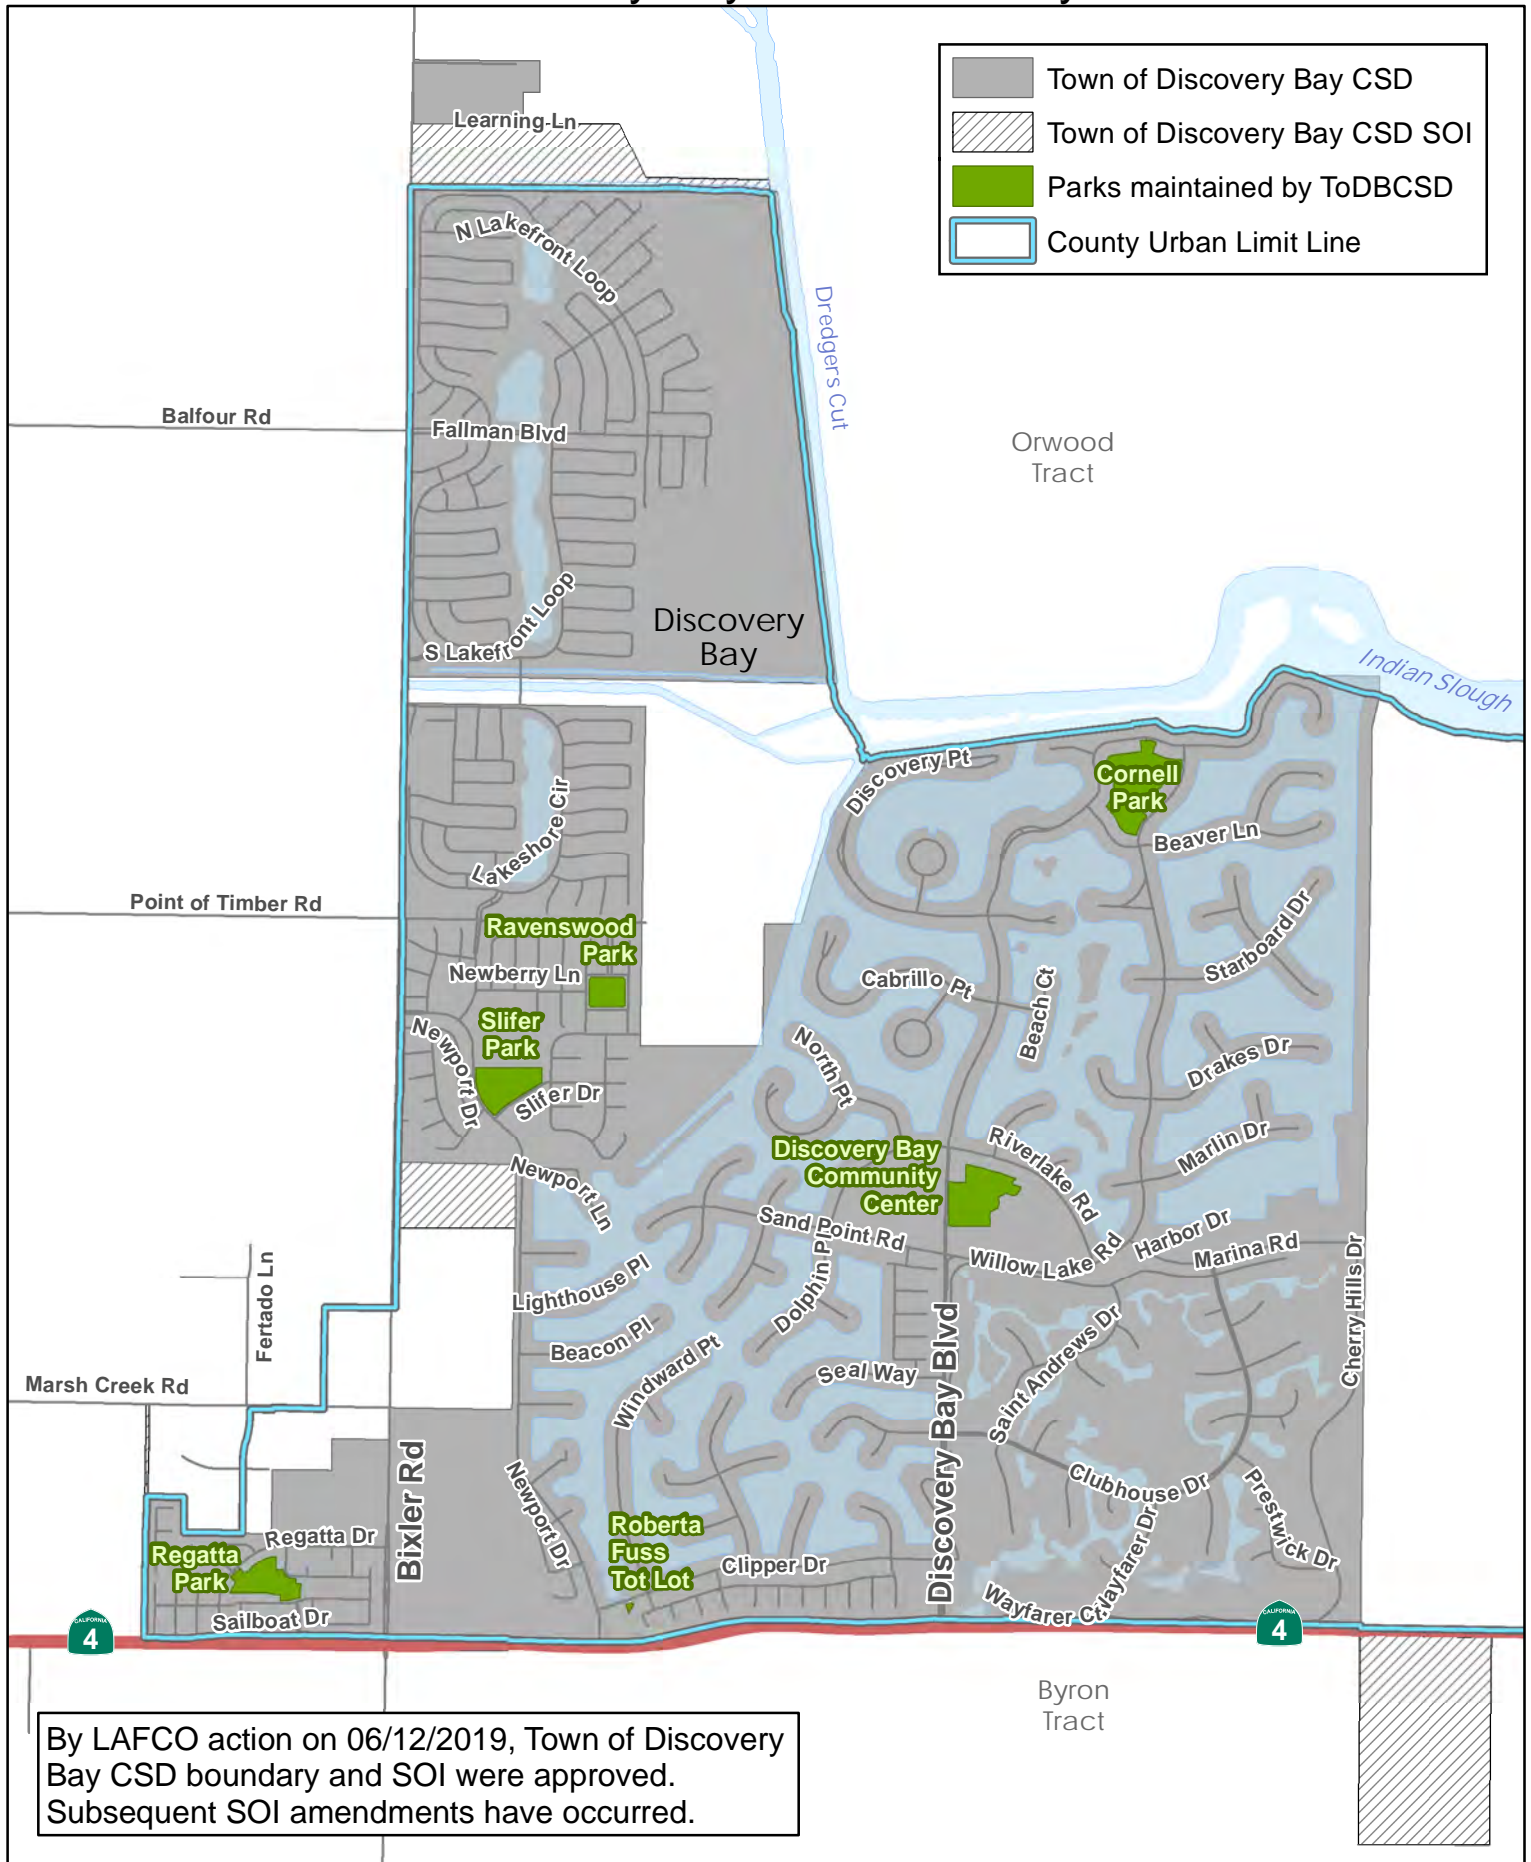 Town of Discovery Bay CSD
Town of Discovery Bay CSD SOI
Parks maintained by ToDBCSD
County Urban Limit Line
Learning Ln
N Lakefront Loop
Dredgers Cut
Balfour Rd
Fallman Blvd
Orwood
Tract
S Lakefront Loop
Discovery
Bay
Indian Slough
Discovery Pt
Cornell
Park
Beaver Ln
Lakeshore Cir
Point of Timber Rd
Ravenswood
Park
Newberry Ln
Starboard Dr
Cabrillo Pt
Beach Ct
Slifer
Park
Newport Dr
Slifer Dr
North Pt
Drakes Dr
Marlin Dr
Riverlake Rd
Discovery Bay
Community
Center
Newport Ln
Sand Point Rd
Dolphin Pl
Willow Lake Rd
Harbor Dr
Marina Rd
Cherry Hills Dr
Fertado Ln
Lighthouse Pl
Beacon Pl
Windward Pt
Seal Way
Saint Andrews Dr
Marsh Creek Rd
Discovery Bay Blvd
Bixler Rd
Newport Dr
Clubhouse Dr
Prestwick Dr
Wayfarer Dr
Wayfarer Ct
Regatta Dr
Regatta
Park
Sailboat Dr
Roberta
Fuss
Tot Lot
Clipper Dr
CALIFORNIA
4
CALIFORNIA
4
Byron
Tract
By LAFCO action on 06/12/2019, Town of Discovery
Bay CSD boundary and SOI were approved.
Subsequent SOI amendments have occurred.